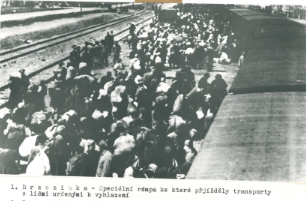 1. B r z e z i n k a - Speciální rampa ke které přijížděly transporty
s lidmi určenými k vyhlazení